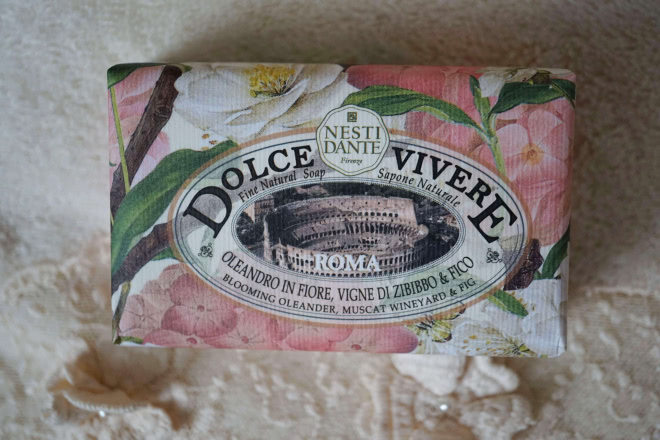 NESTI
DANTE
Firenze
DOLCE VIVERE
Fine Natural Soap Sapone Naturale
ROMA
OLEANDRO IN FIORE, VIGNE DI ZIBIBBO & FICO
BLOOMING OLEANDER, MUSCAT WINEYARD & FIG